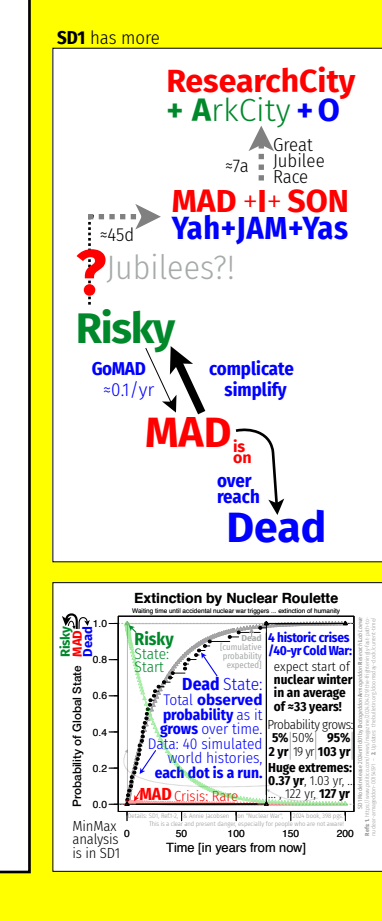 SD1 has more
ResearchCity
+ ArkCity + O
≈7a
Great
Jubilee
Race
MAD +I+ SON
Yah+JAM+Yas
≈45d
?
Jubilees?!
Risky
GoMAD
≈0.1/yr
complicate
simplify
MAD
is
on
over
reach
Dead
Extinction by Nuclear Roulette
Waiting time until accidental nuclear war triggers ... extinction of humanity
Risky
MAD
Dead
Probability of Global State
1.0
0.8
0.6
0.4
0.2
0.0
Risky
State:
Start
Dead
[cumulative
probability
expected]
Dead State:
Total observed
probability as it
grows over time.
Data: 40 simulated
world histories,
each dot is a run.
MAD Crisis: Rare
4 historic crises
/40-yr Cold War:
expect start of
nuclear winter
in an average
of ≈33 years!
Probability grows:
5% 50% 95%
2 yr 19 yr 103 yr
Huge extremes:
0.37 yr, 1.03 yr, ...
... , 122 yr, 127 yr
0 50 100 150 200
Time [in years from now]
MinMax
analysis
is in SD1